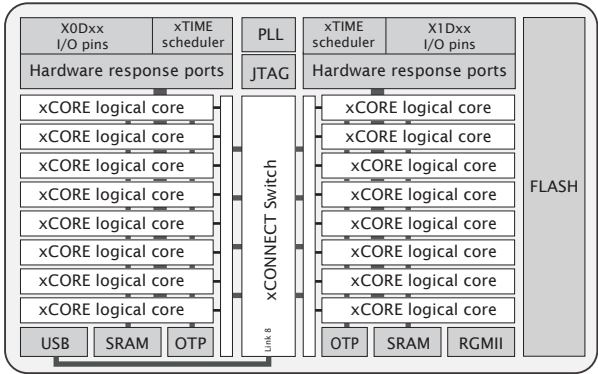 X0Dxx
I/O pins
xTIME
scheduler
PLL
xTIME
scheduler
X1Dxx
I/O pins
Hardware response ports
JTAG
Hardware response ports
xCORE logical core
xCORE logical core
xCORE logical core
xCORE logical core
xCORE logical core
xCORE logical core
xCORE logical core
xCORE logical core
xCONNECT Switch
Link 8
xCORE logical core
xCORE logical core
xCORE logical core
xCORE logical core
xCORE logical core
xCORE logical core
xCORE logical core
xCORE logical core
FLASH
USB
SRAM
OTP
OTP
SRAM
RGMII